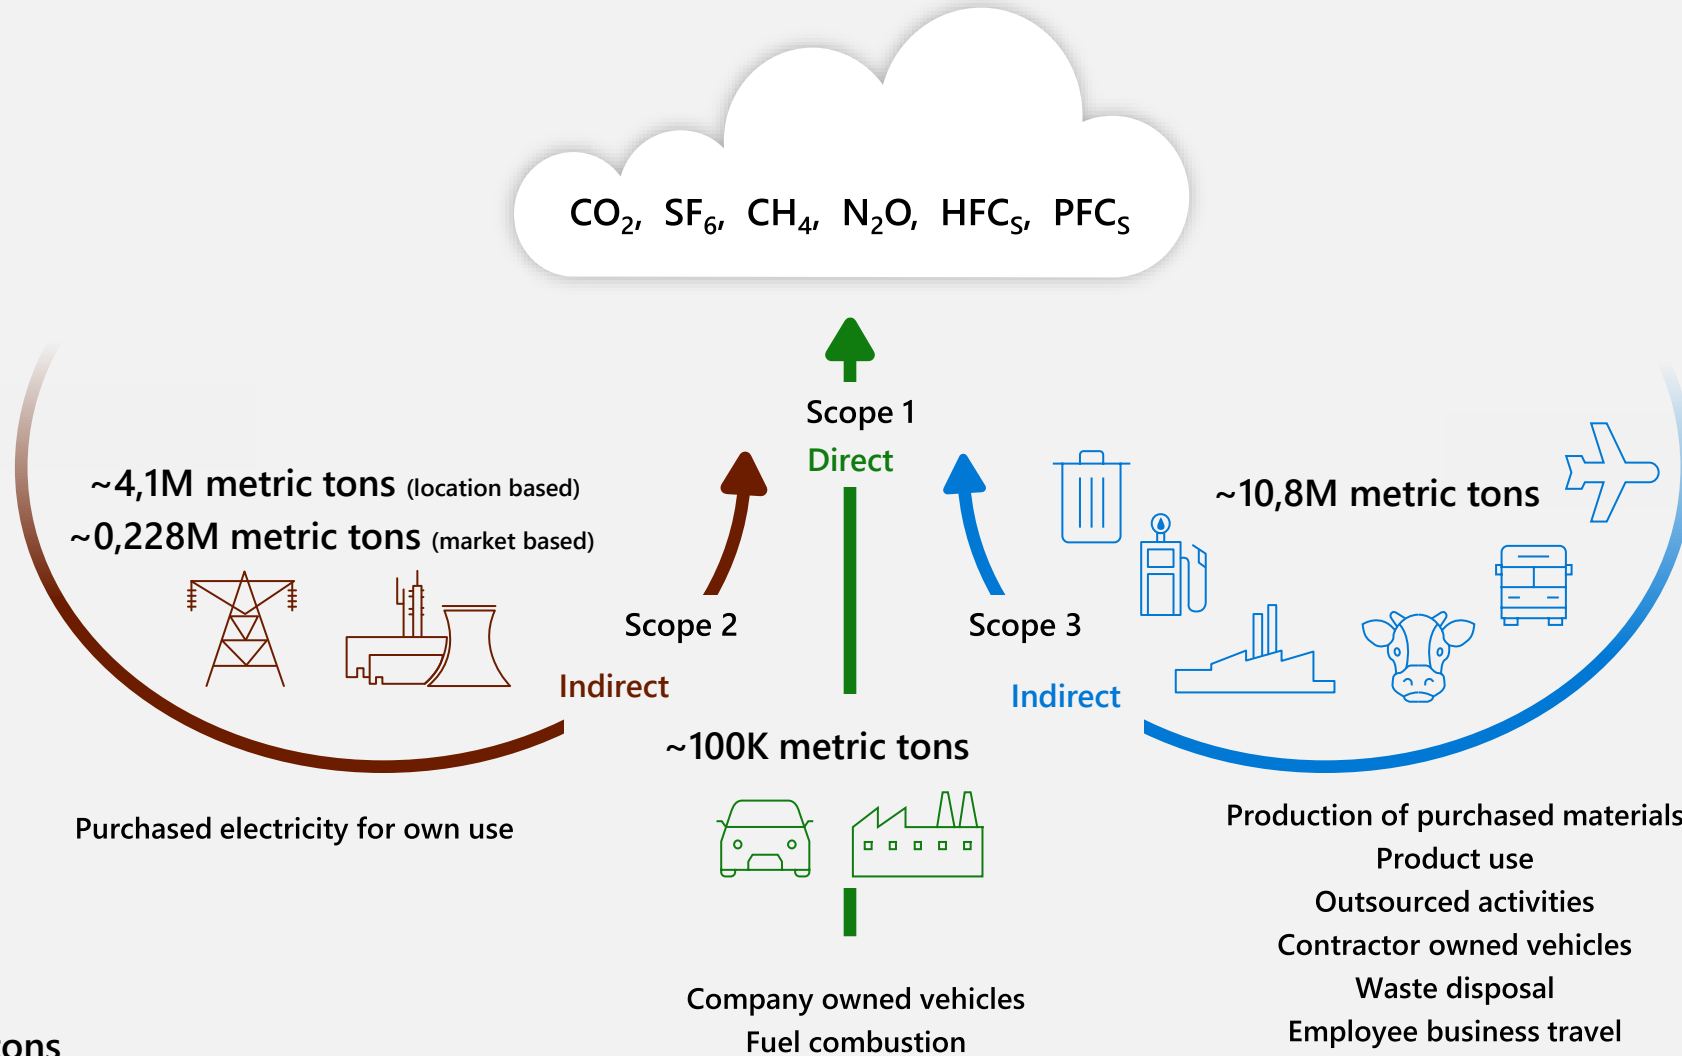 CO₂, SF₆, CH₄, N₂O, HFCₛ, PFCₛ
Scope 1
Direct
~4,1M metric tons (location based)
~0,228M metric tons (market based)
Scope 2
Indirect
~10,8M metric tons
Scope 3
Indirect
~100K metric tons
Purchased electricity for own use
Company owned vehicles
Fuel combustion
Production of purchased materials
Product use
Outsourced activities
Contractor owned vehicles
Waste disposal
Employee business travel